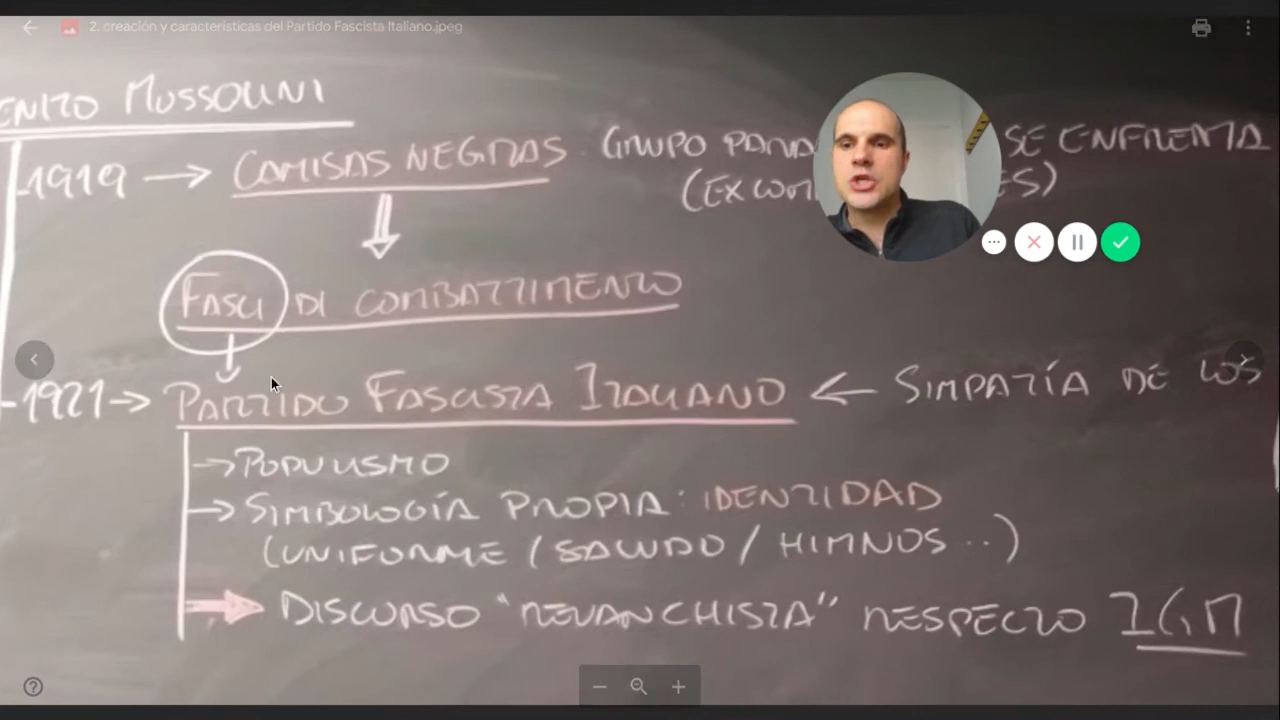 2. creación y características del Partido Fascista Italiano.jpeg
ENITO MUSSOLINI
1919 → CAMISAS NEGRAS GRUPO PARA SE ENFRENTA
(EX COM ES)
FASCI DI COMBATTIMENTO
1921 → PARTIDO FASCISTA ITALIANO ← SIMPATÍA DE LOS
→ POPULISMO
→ SIMBOLOGÍA PROPIA: IDENTIDAD
(UNIFORME / SALUDO / HIMNOS...)
DISCURSO "REVANCHISTA" RESPECTO IGM